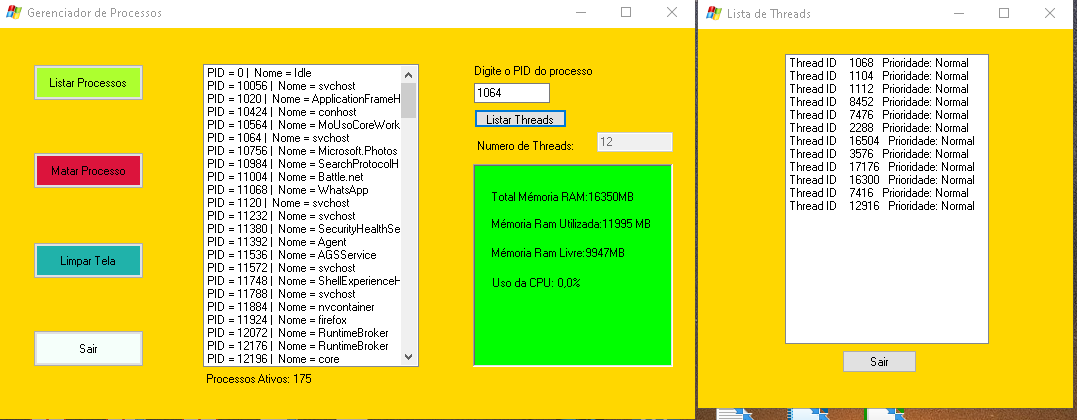 Gerenciador de Processos
Listar Processos
Matar Processo
Limpar Tela
Sair
PID = 0 | Nome = Idle
PID = 10056 | Nome = svchost
PID = 1020 | Nome = ApplicationFrameH
PID = 10424 | Nome = conhost
PID = 10564 | Nome = MoUsoCoreWork
PID = 1064 | Nome = svchost
PID = 10756 | Nome = Microsoft.Photos
PID = 10984 | Nome = SearchProtocolH
PID = 11004 | Nome = Battle.net
PID = 11068 | Nome = WhatsApp
PID = 1120 | Nome = svchost
PID = 11232 | Nome = svchost
PID = 11380 | Nome = SecurityHealthSe
PID = 11392 | Nome = Agent
PID = 11536 | Nome = AGSService
PID = 11572 | Nome = svchost
PID = 11748 | Nome = ShellExperienceH
PID = 11788 | Nome = svchost
PID = 11884 | Nome = nvcontainer
PID = 11924 | Nome = firefox
PID = 12072 | Nome = RuntimeBroker
PID = 12176 | Nome = RuntimeBroker
PID = 12196 | Nome = core
Processos Ativos: 175
Digite o PID do processo
1064
Listar Threads
Numero de Threads: 12
Total Mémoria RAM:16350MB
Mémoria Ram Utilizada:11995 MB
Mémoria Ram Livre:9947MB
Uso da CPU: 0,0%
Lista de Threads
Thread ID 1068 Prioridade: Normal
Thread ID 1104 Prioridade: Normal
Thread ID 1112 Prioridade: Normal
Thread ID 8452 Prioridade: Normal
Thread ID 7476 Prioridade: Normal
Thread ID 2288 Prioridade: Normal
Thread ID 16504 Prioridade: Normal
Thread ID 3576 Prioridade: Normal
Thread ID 17176 Prioridade: Normal
Thread ID 16300 Prioridade: Normal
Thread ID 7416 Prioridade: Normal
Thread ID 12916 Prioridade: Normal
Sair